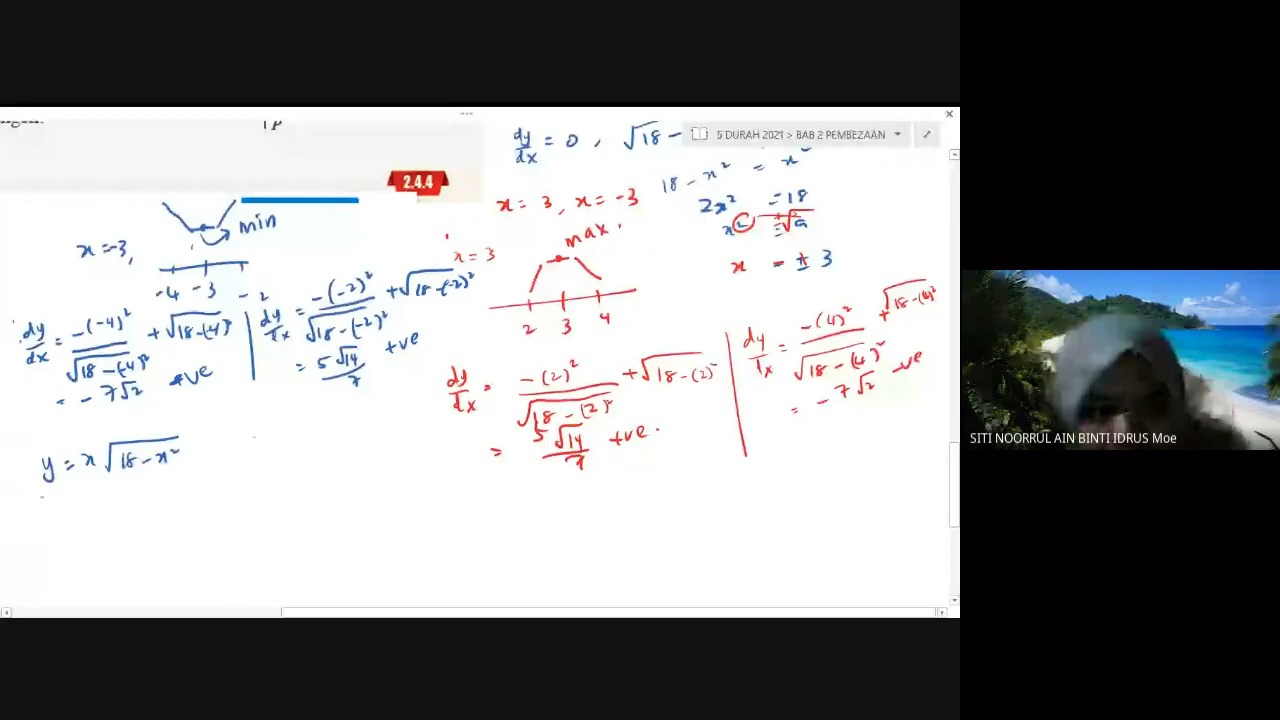 5 DURAH 2021 > BAB 2 PEMBEZAAN
2.4.4
dy/dx = 0 , √18 -
18 - x² = x²
2x² = 18
x² = √9
x = ± 3
x = 3 , x = -3
min
x = -3,
-4 -3 -2
dy/dx = -(-4)²/√18-(-4)² + √18-(-4)²
= - 7√2 -ve
dy/dx = -(-2)²/√18-(-2)² + √18-(-2)²
= 5√14/7 +ve
max.
x = 3
2 3 4
dy/dx = -(2)²/√18-(2)² + √18-(2)²
= 5√14/7 +ve.
dy/dx = -(4)²/√18-(4)² + √18-(4)²
= - 7√2 -ve
y = x√18-x²
SITI NOORRUL AIN BINTI IDRUS Moe